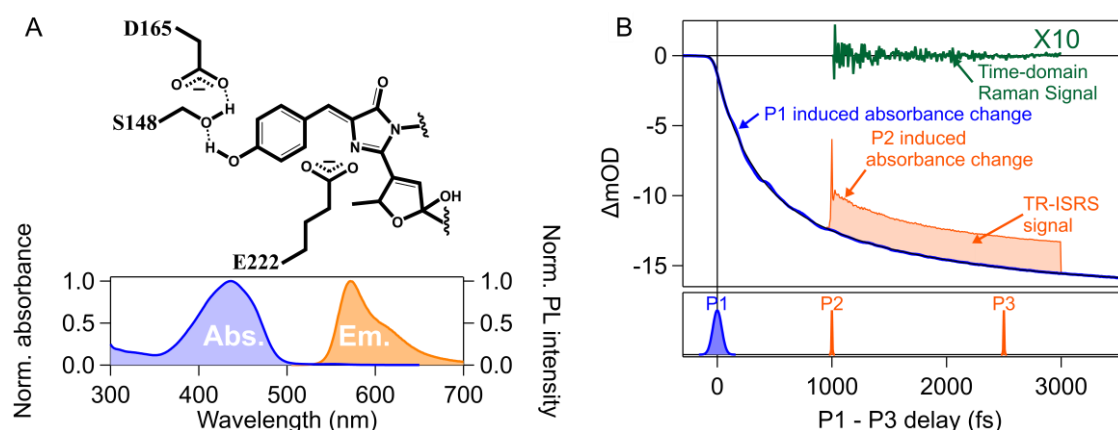 A
D165
O
O
H
S148
O
H
HO
O
N
N
O
O
OH
O
E222
Norm. absorbance
1.0
0.5
0.0
Abs.
Em.
1.0
0.5
0.0
Norm. PL intensity
300
400
500
600
700
Wavelength (nm)
B
0
-5
-10
-15
ΔmOD
X10
Time-domain
Raman Signal
P1 induced absorbance change
P2 induced
absorbance change
TR-ISRS
signal
P1
P2
P3
0
1000
2000
3000
P1 - P3 delay (fs)